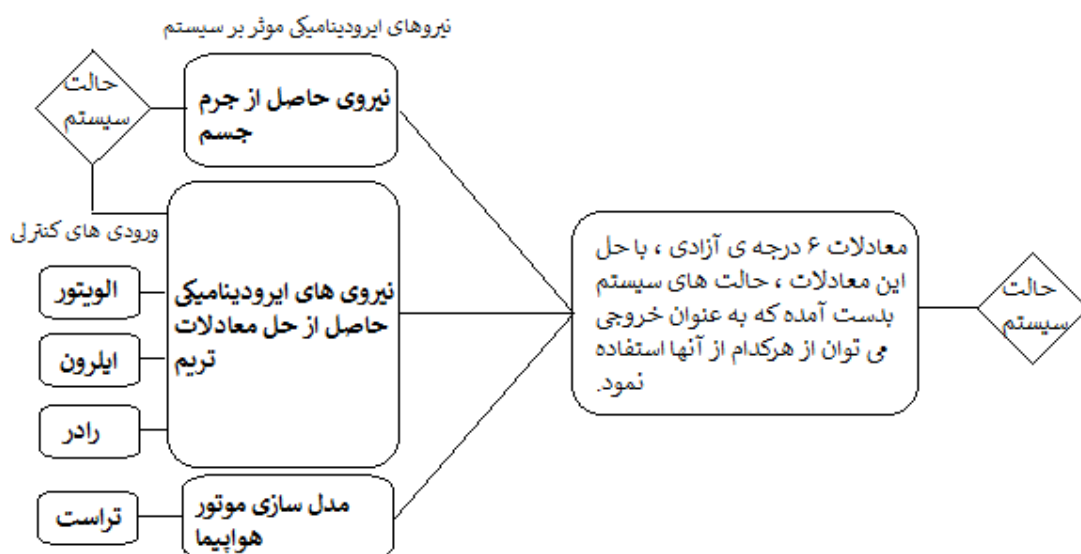 نیروهای ایرودینامیکی موثر بر سیستم
حالت
سیستم
نیروی حاصل از جرم
جسم
ورودی های کنترلی
الویتور
ایلرون
رادر
تراست
نیروی های ایرودینامیکی
حاصل از حل معادلات
تریم
مدل سازی موتور
هواپیما
معادلات ۶ درجه ی آزادی ، با حل
این معادلات ، حالت های سیستم
بدست آمده که به عنوان خروجی
می توان از هرکدام از آنها استفاده
نمود.
حالت
سیستم